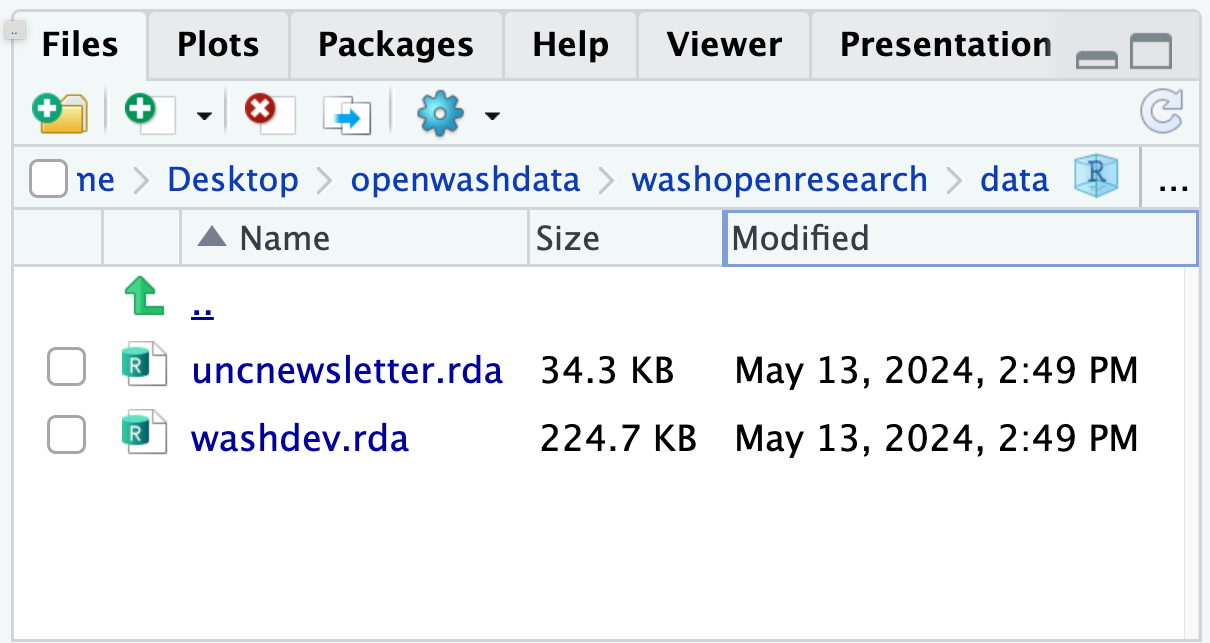 Files Plots Packages Help Viewer Presentation
me Desktop openwashdata washopenresearch data R ...
Name Size Modified
..
R uncnewsletter.rda 34.3 KB May 13, 2024, 2:49 PM
R washdev.rda 224.7 KB May 13, 2024, 2:49 PM